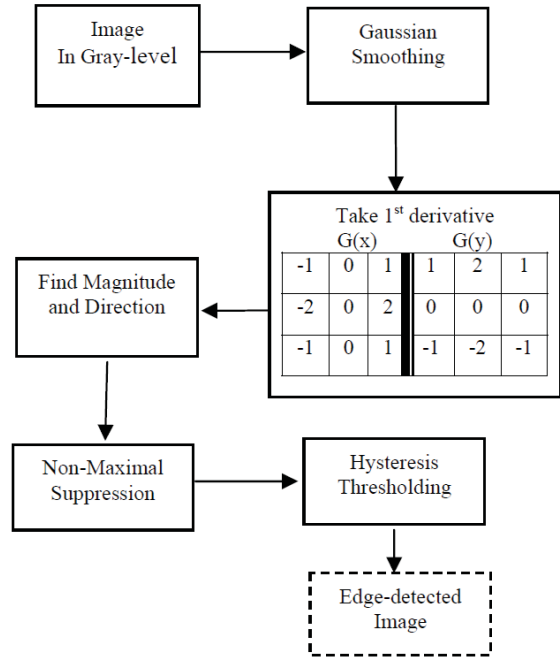 Image
In Gray-level
Gaussian
Smoothing
Take 1st derivative
G(x) G(y)
-1 0 1 1 2 1
-2 0 2 0 0 0
-1 0 1 -1 -2 -1
Find Magnitude
and Direction
Non-Maximal
Suppression
Hysteresis
Thresholding
Edge-detected
Image